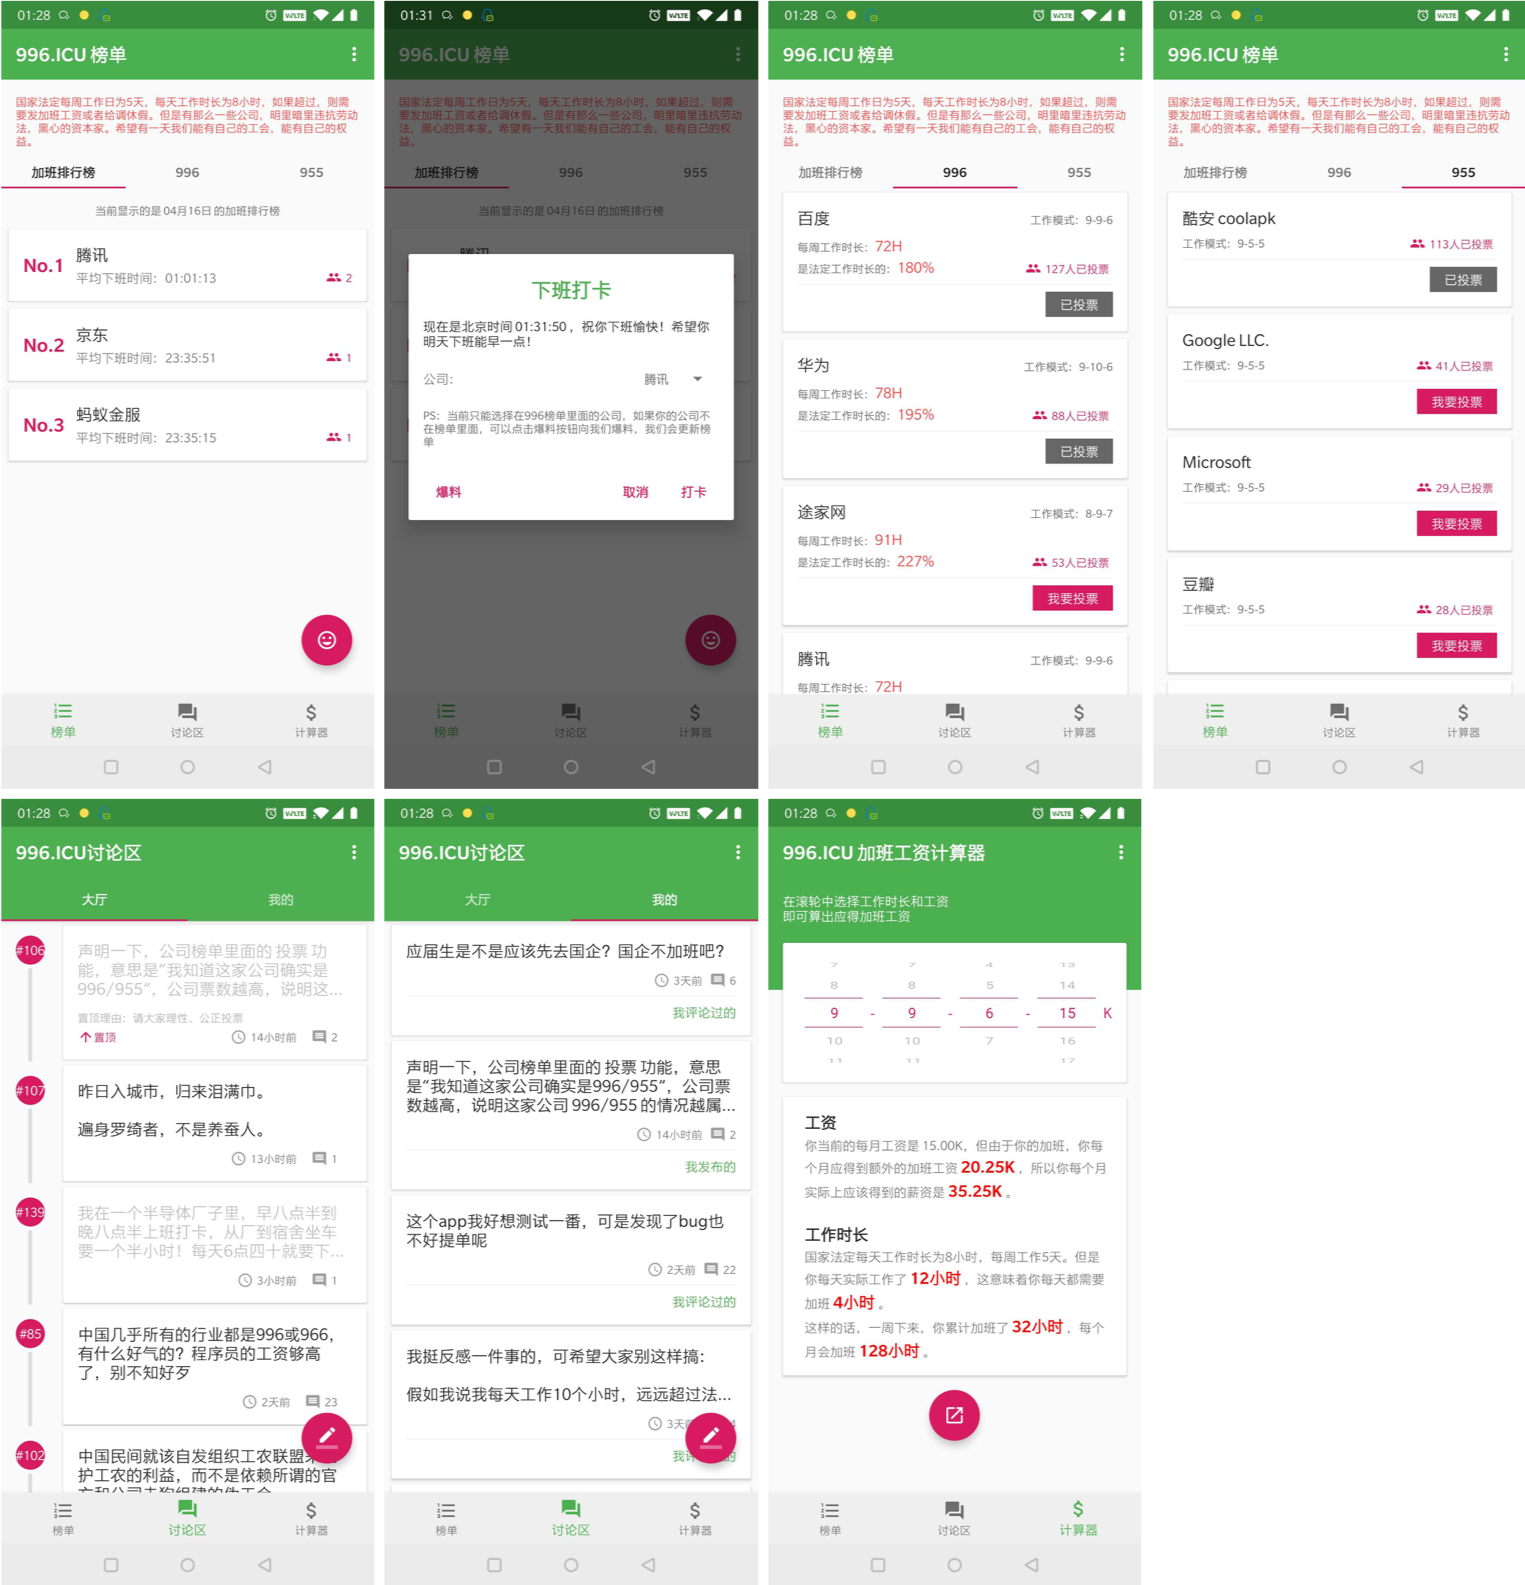 01:28
VoLTE
996.ICU 榜单
国家法定每周工作日为5天，每天工作时长为8小时，如果超过，则需
要发加班工资或者给调休假。但是有那么一些公司，明里暗里违抗劳动
法，黑心的资本家。希望有一天我们能有自己的工会，能有自己的权
益。
加班排行榜
996
955
当前显示的是 04月16日 的加班排行榜
No.1
腾讯
平均下班时间：01:01:13
2
No.2
京东
平均下班时间：23:35:51
1
No.3
蚂蚁金服
平均下班时间：23:35:15
1
榜单
讨论区
计算器
01:31
VoLTE
996.ICU 榜单
国家法定每周工作日为5天，每天工作时长为8小时，如果超过，则需
要发加班工资或者给调休假。但是有那么一些公司，明里暗里违抗劳动
法，黑心的资本家。希望有一天我们能有自己的工会，能有自己的权
益。
加班排行榜
996
955
当前显示的是 04月16日 的加班排行榜
腾讯
下班打卡
现在是北京时间 01:31:50 ，祝你下班愉快！希望你
明天下班能早一点！
公司：
腾讯
PS：当前只能选择在996榜单里面的公司，如果你的公司不
在榜单里面，可以点击爆料按钮向我们爆料，我们会更新榜
单
爆料
取消
打卡
榜单
讨论区
计算器
01:28
VoLTE
996.ICU 榜单
国家法定每周工作日为5天，每天工作时长为8小时，如果超过，则需
要发加班工资或者给调休假。但是有那么一些公司，明里暗里违抗劳动
法，黑心的资本家。希望有一天我们能有自己的工会，能有自己的权
益。
加班排行榜
996
955
百度
工作模式：9-9-6
每周工作时长：72H
是法定工作时长的：180%
127人已投票
已投票
华为
工作模式：9-10-6
每周工作时长：78H
是法定工作时长的：195%
88人已投票
已投票
途家网
工作模式：8-9-7
每周工作时长：91H
是法定工作时长的：227%
53人已投票
我要投票
腾讯
工作模式：9-9-6
每周工作时长：72H
榜单
讨论区
计算器
01:28
VoLTE
996.ICU 榜单
国家法定每周工作日为5天，每天工作时长为8小时，如果超过，则需
要发加班工资或者给调休假。但是有那么一些公司，明里暗里违抗劳动
法，黑心的资本家。希望有一天我们能有自己的工会，能有自己的权
益。
加班排行榜
996
955
酷安 coolapk
工作模式：9-5-5
113人已投票
已投票
Google LLC.
工作模式：9-5-5
41人已投票
我要投票
Microsoft
工作模式：9-5-5
29人已投票
我要投票
豆瓣
工作模式：9-5-5
28人已投票
我要投票
榜单
讨论区
计算器
01:28
VoLTE
996.ICU讨论区
大厅
我的
#106
声明一下，公司榜单里面的 投票 功
能，意思是“我知道这家公司确实是
996/955”，公司票数越高，说明这...
置顶理由：请大家理性、公正投票
置顶
14小时前
2
#107
昨日入城市，归来泪满巾。
遍身罗绮者，不是养蚕人。
13小时前
1
#139
我在一个半导体厂子里，早八点半到
晚八点半上班打卡，从厂到宿舍坐车
要一个半小时！每天6点四十就要下...
3小时前
1
#85
中国几乎所有的行业都是996或966，
有什么好气的？程序员的工资够高
了，别不知好歹
2天前
23
#102
中国民间就该自发组织工农联盟来
护工农的利益，而不是依赖所谓的官
方和公司走狗组建的伪工会
榜单
讨论区
计算器
01:28
VoLTE
996.ICU讨论区
大厅
我的
应届生是不是应该先去国企？国企不加班吧？
3天前
6
我评论过的
声明一下，公司榜单里面的 投票 功能，意思
是“我知道这家公司确实是996/955”，公司票
数越高，说明这家公司 996/955 的情况越属...
14小时前
2
我发布的
这个app我好想测试一番，可是发现了bug也
不好提单呢
2天前
22
我评论过的
我挺反感一件事的，可希望大家别这样搞：
假如我说我每天工作10个小时，远远超过法...
3天
4
我评
的
榜单
讨论区
计算器
01:28
VoLTE
996.ICU 加班工资计算器
在滚轮中选择工作时长和工资
即可算出应得加班工资
7 7 4 13
8 8 5 14
9 - 9 - 6 - 15 K
10 10 7 16
11 11 17
工资
你当前的每月工资是 15.00K，但由于你的加班，你每
个月应得到额外的加班工资 20.25K ，所以你每个月
实际上应该得到的薪资是 35.25K 。
工作时长
国家法定每天工作时长为8小时，每周工作5天。但是
你每天实际工作了 12小时 ，这意味着你每天都需要
加班 4小时 。
这样的话，一周下来，你累计加班了 32小时 ，每个
月会加班 128小时 。
榜单
讨论区
计算器